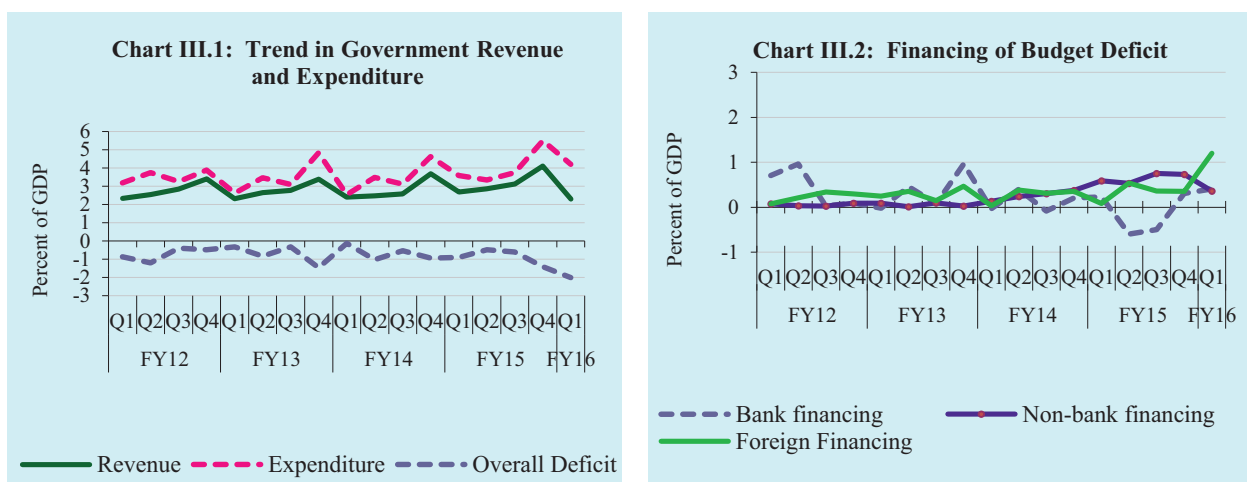 Chart III.1: Trend in Government Revenue
and Expenditure
Percent of GDP
6
5
4
3
2
1
0
-1
-2
-3
Q1 Q2 Q3 Q4 Q1 Q2 Q3 Q4 Q1 Q2 Q3 Q4 Q1 Q2 Q3 Q4 Q1
FY12 FY13 FY14 FY15 FY16
Revenue Expenditure Overall Deficit
Chart III.2: Financing of Budget Deficit
Percent of GDP
3
2
1
0
-1
Q1 Q2 Q3 Q4 Q1 Q2 Q3 Q4 Q1 Q2 Q3 Q4 Q1 Q2 Q3 Q4 Q1
FY12 FY13 FY14 FY15 FY16
Bank financing Non-bank financing
Foreign Financing